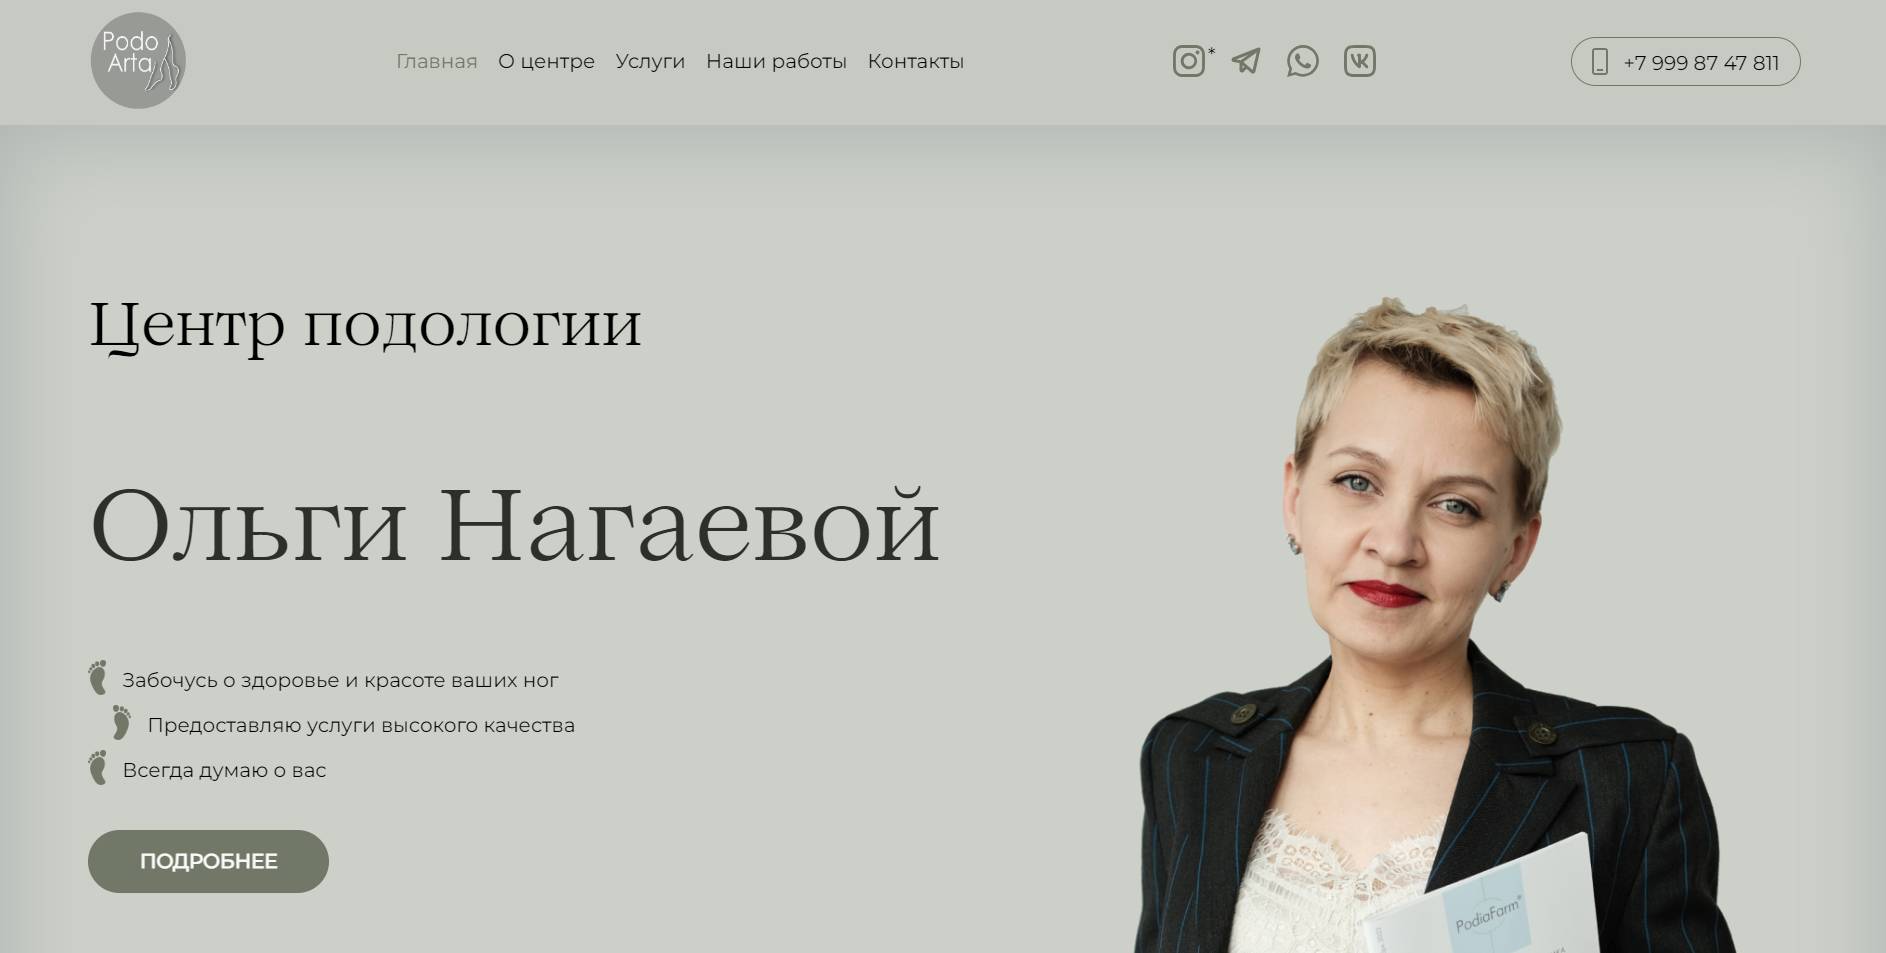 Podo
Arta
Главная О центре Услуги Наши работы Контакты
*
+7 999 87 47 811
Центр подологии
Ольги Нагаевой
Забочусь о здоровье и красоте ваших ног
Предоставляю услуги высокого качества
Всегда думаю о вас
ПОДРОБНЕЕ
PodiaFarm